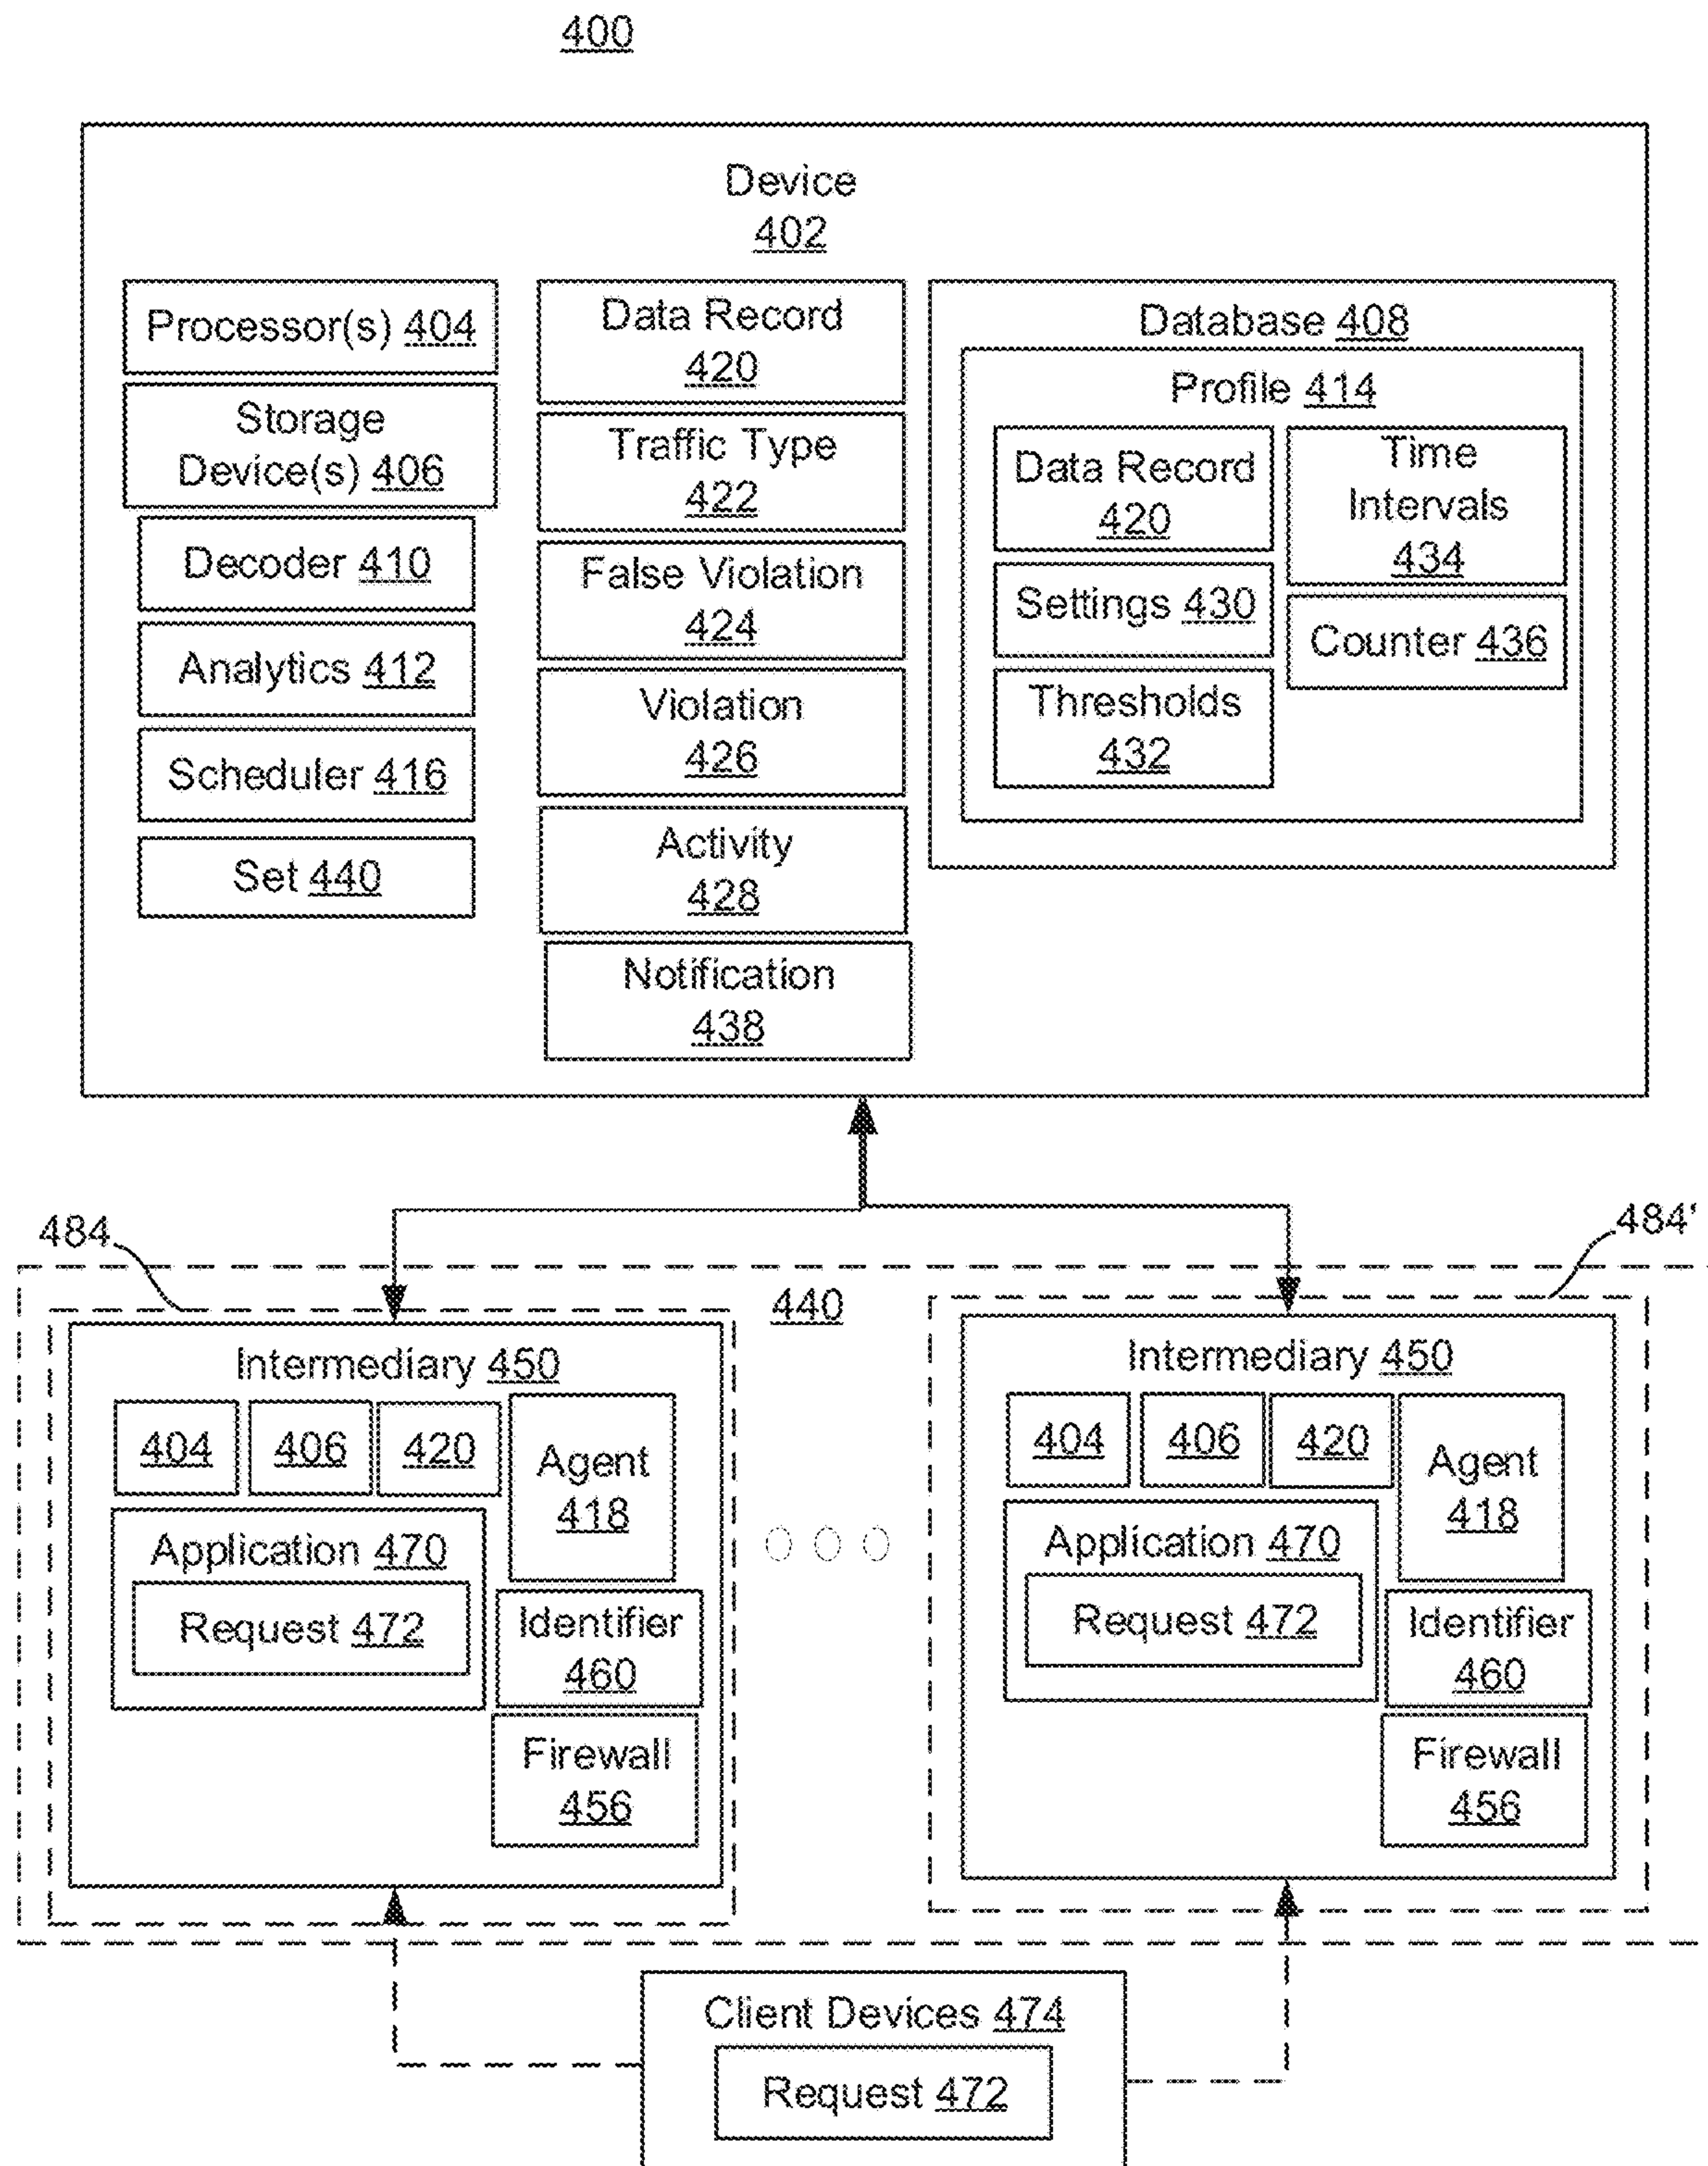 400
Device
402
Processor(s) 404
Storage
Device(s) 406
Decoder 410
Analytics 412
Scheduler 416
Set 440
Data Record
420
Traffic Type
422
False Violation
424
Violation
426
Activity
428
Notification
438
Database 408
Profile 414
Data Record
420
Settings 430
Thresholds
432
Time
Intervals
434
Counter 436
484
484'
440
Intermediary 450
404
406
420
Agent
418
Application 470
Request 472
Identifier
460
Firewall
456
Intermediary 450
404
406
420
Agent
418
Application 470
Request 472
Identifier
460
Firewall
456
Client Devices 474
Request 472